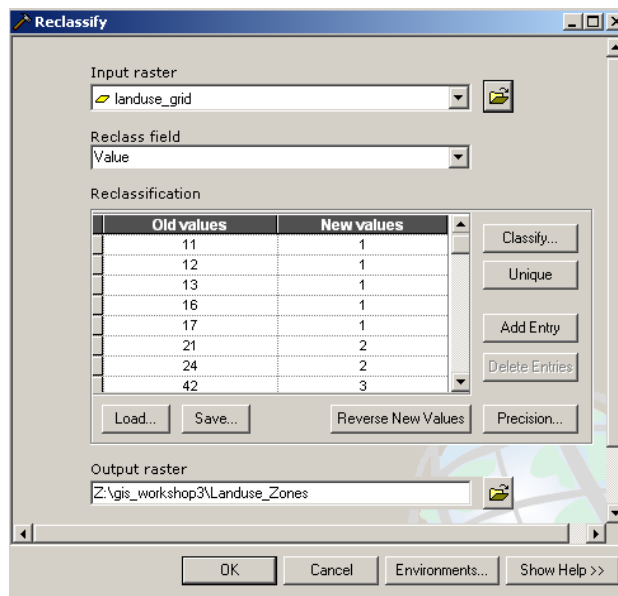 Reclassify
Input raster
landuse_grid
Reclass field
Value
Reclassification
Old values New values
11 1
12 1
13 1
16 1
17 1
21 2
24 2
42 3
Classify...
Unique
Add Entry
Delete Entries
Load... Save... Reverse New Values Precision...
Output raster
Z:\gis_workshop3\Landuse_Zones
OK Cancel Environments... Show Help >>